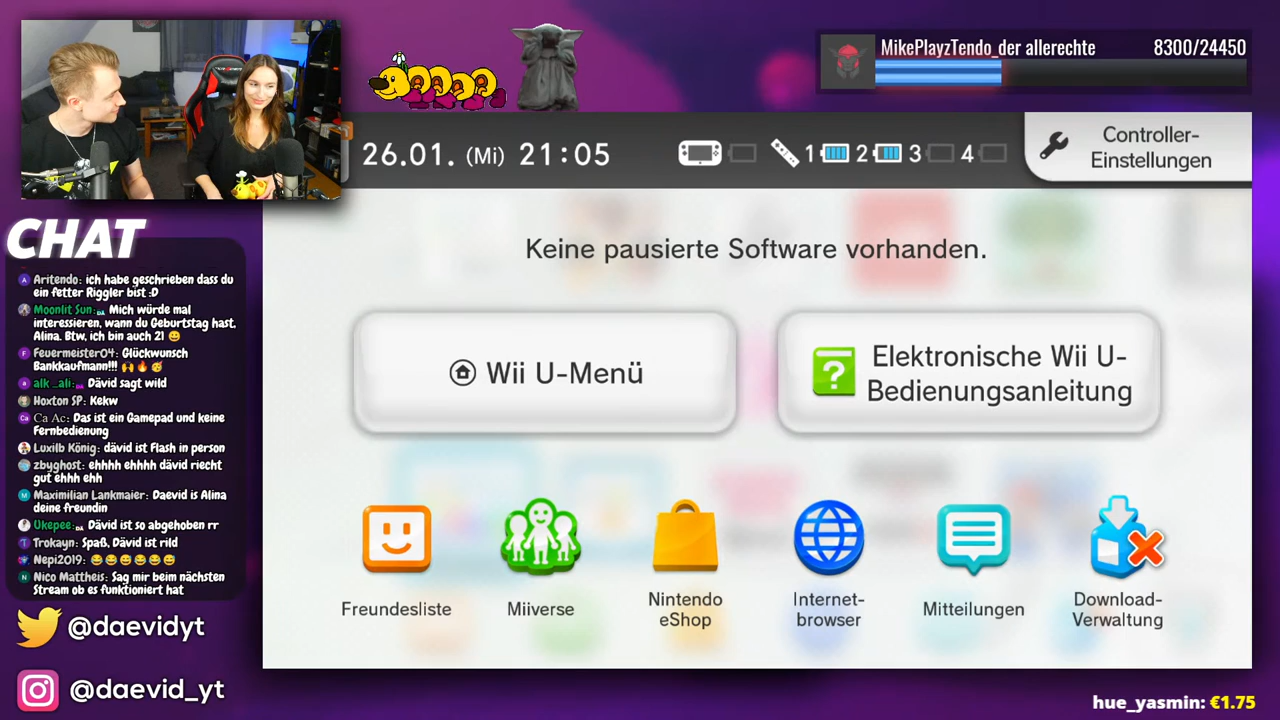 MikePlayzTendo_der allerechte 8300/24450
26.01. (Mi) 21:05
1 2 3 4
Controller-
Einstellungen
Keine pausierte Software vorhanden.
Wii U-Menü
Elektronische Wii U-
Bedienungsanleitung
Freundesliste
Miiverse
Nintendo
eShop
Internet-
browser
Mitteilungen
Download-
Verwaltung
CHAT
Aritendo: ich habe geschrieben dass du
ein fetter Riggler bist :D
Moonlit Sun: Mich würde mal
interessieren, wann du Geburtstag hast,
Alina. Btw, ich bin auch 21
Feuermeister04: Glückwunsch
Bankkaufmann!!!
alk_ali: Dävid sagt wild
Hoxton SP: Kekw
Ca Ac: Das ist ein Gamepad und keine
Fernbedienung
Luxilb König: dävid ist Flash in person
zbyghost: ehhhh ehhhh dävid riecht
gut ehhh ehh
Maximilian Lankmaier: Daevid is Alina
deine freundin
Ukepee: Dävid ist so abgehoben rr
Trokayn: Spaß, Dävid ist rild
Nepi2019:
Nico Mattheis: Sag mir beim nächsten
Stream ob es funktioniert hat
@daevidyt
@daevid_yt
hue_yasmin: €1.75